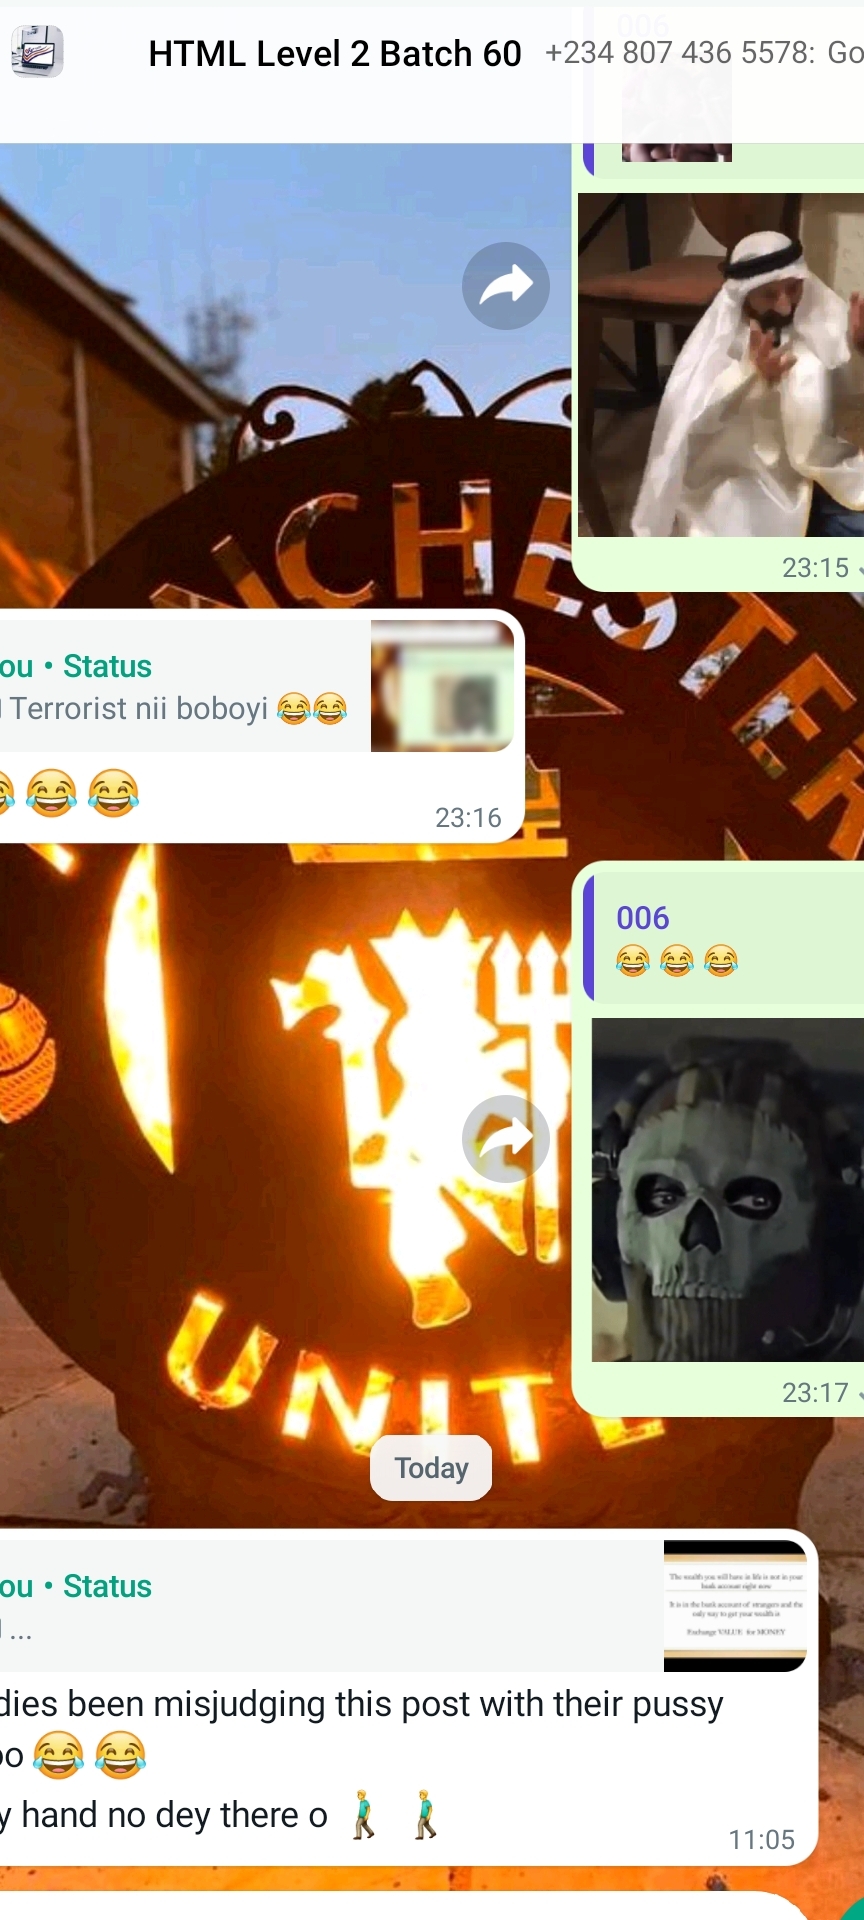 HTML Level 2 Batch 60 +234 807 436 5578: Go
006
NCHESTER
23:15
ou • Status
Terrorist nii boboyi 😂😂
😂 😂 😂
23:16
006
😂 😂 😂
23:17
UNITE
Today
ou • Status
...
The wealth you will have in life is not in your
bank account right now
It is in the bank account of strangers and the
only way to get your wealth is
Exchange VALUE for MONEY
dies been misjudging this post with their pussy
oo 😂 😂
y hand no dey there o 🚶‍♂️ 🚶‍♂️
11:05